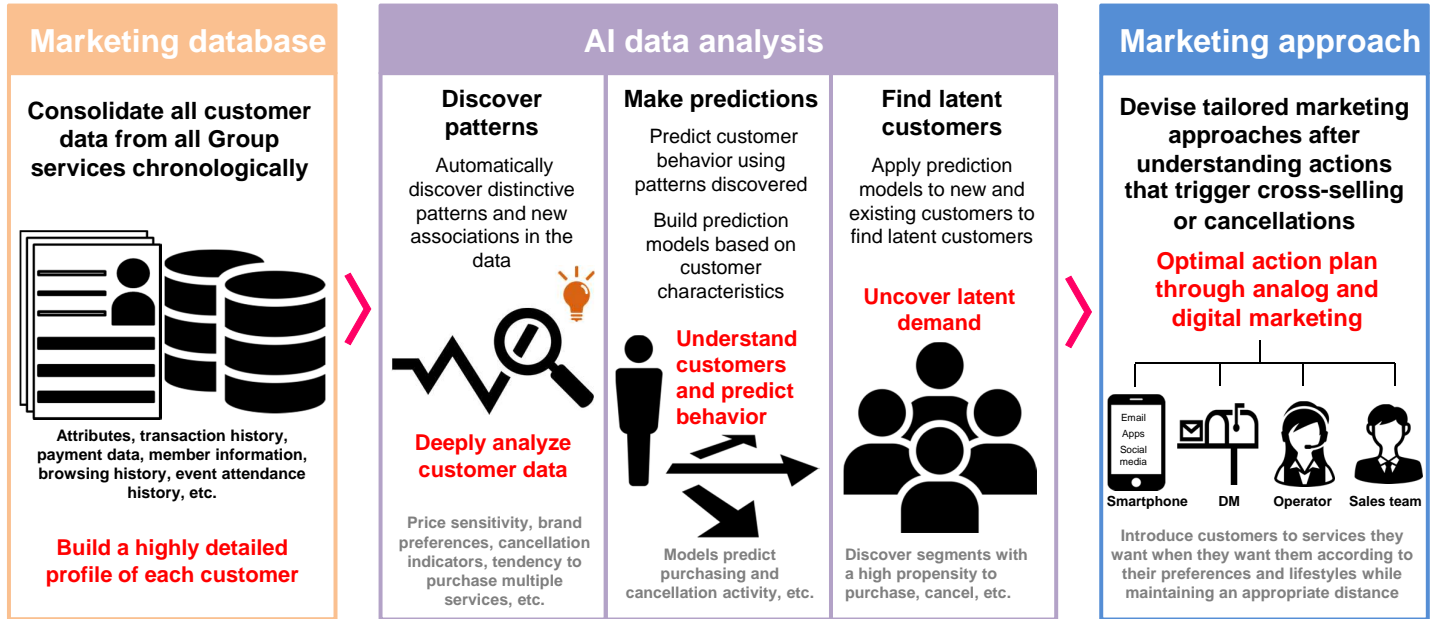 Marketing database
Consolidate all customer
data from all Group
services chronologically
Attributes, transaction history,
payment data, member information,
browsing history, event attendance
history, etc.
Build a highly detailed
profile of each customer
AI data analysis
Discover
patterns
Automatically
discover distinctive
patterns and new
associations in the
data
Deeply analyze
customer data
Price sensitivity, brand
preferences, cancellation
indicators, tendency to
purchase multiple
services, etc.
Make predictions
Predict customer
behavior using
patterns discovered
Build prediction
models based on
customer
characteristics
Understand
customers
and predict
behavior
Models predict
purchasing and
cancellation activity, etc.
Find latent
customers
Apply prediction
models to new and
existing customers to
find latent customers
Uncover latent
demand
Discover segments with
a high propensity to
purchase, cancel, etc.
Marketing approach
Devise tailored marketing
approaches after
understanding actions
that trigger cross-selling
or cancellations
Optimal action plan
through analog and
digital marketing
Email
Apps
Social
media
Smartphone
DM
Operator
Sales team
Introduce customers to services they
want when they want them according to
their preferences and lifestyles while
maintaining an appropriate distance